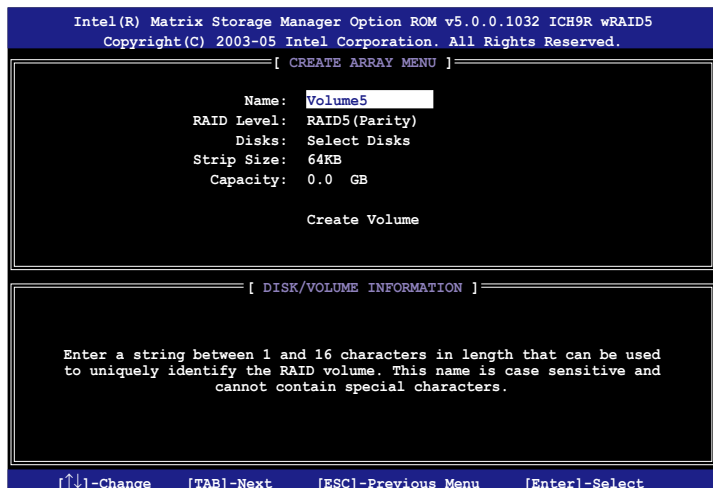 Intel(R) Matrix Storage Manager Option ROM v5.0.0.1032 ICH9R wRAID5
Copyright(C) 2003-05 Intel Corporation. All Rights Reserved.
[ CREATE ARRAY MENU ]
Name: Volume5
RAID Level: RAID5(Parity)
Disks: Select Disks
Strip Size: 64KB
Capacity: 0.0 GB
Create Volume
[ DISK/VOLUME INFORMATION ]
Enter a string between 1 and 16 characters in length that can be used
to uniquely identify the RAID volume. This name is case sensitive and
cannot contain special characters.
[↑↓]-Change [TAB]-Next [ESC]-Previous Menu [Enter]-Select